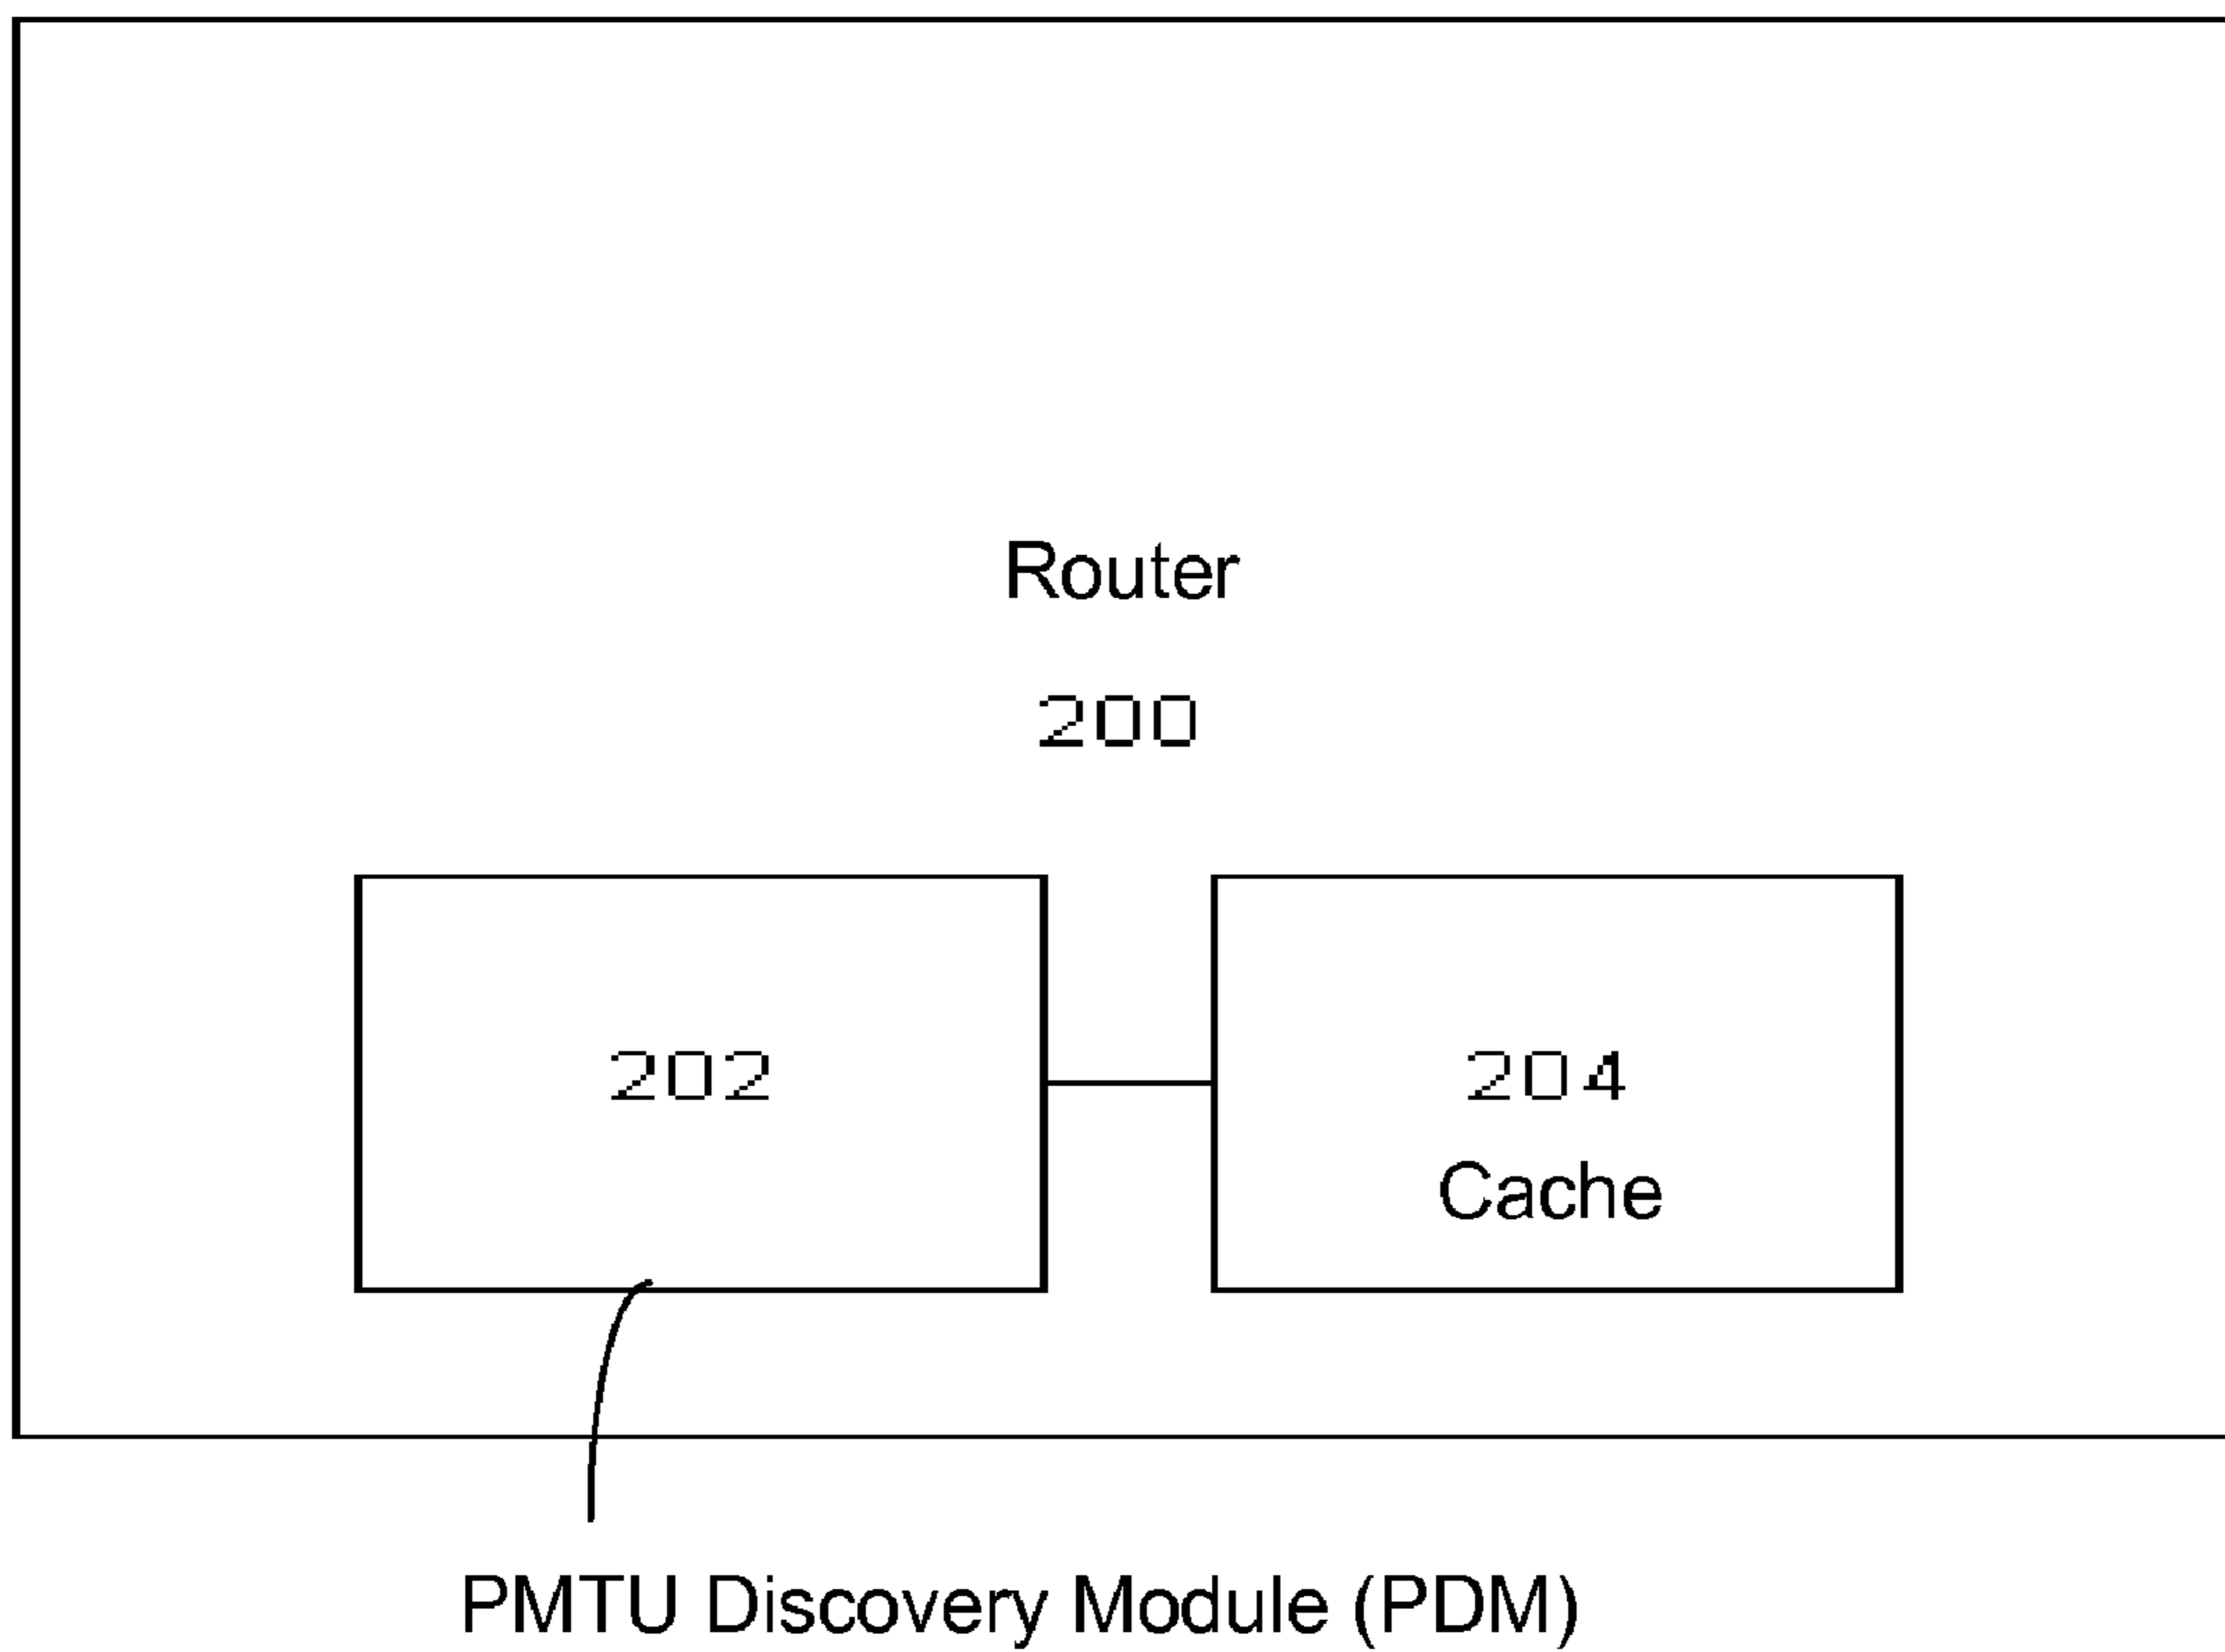 Router
200
202
204
Cache
PMTU Discovery Module (PDM)